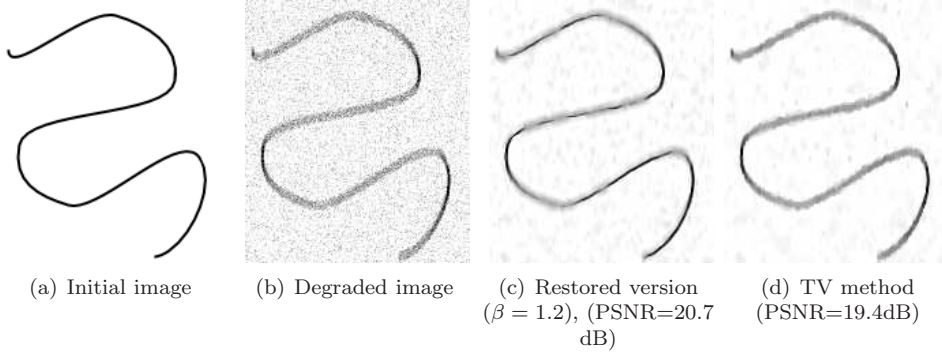 (a) Initial image
(b) Degraded image
(c) Restored version
(β = 1.2), (PSNR=20.7
dB)
(d) TV method
(PSNR=19.4dB)